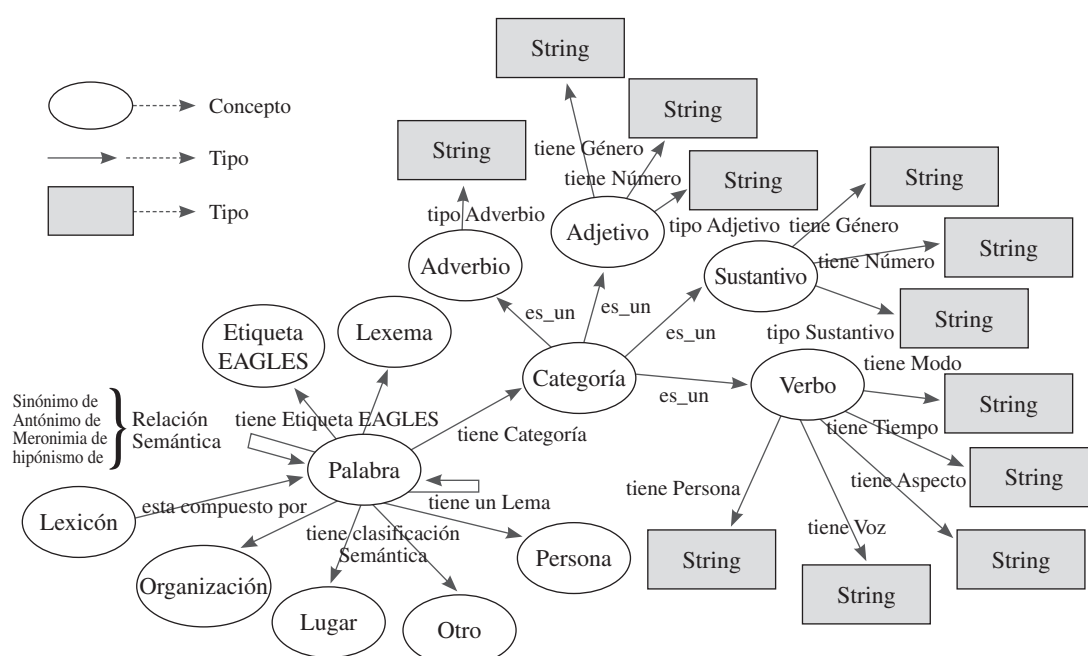 String
String
String
String
String
String
String
String
String
String
String
String
String
Concepto
Tipo
Tipo
tiene Género
tiene Número
tipo Adverbio
tipo Adjetivo
tiene Género
tiene Número
tipo Sustantivo
Adverbio
Adjetivo
Sustantivo
es_un
es_un
es_un
es_un
Etiqueta
EAGLES
Lexema
Categoría
Verbo
tiene Modo
tiene Tiempo
tiene Aspecto
tiene Voz
tiene Persona
Sinónimo de
Antónimo de
Meronimia de
hipónismo de
Relación
Semántica
tiene Etiqueta EAGLES
tiene Categoría
Palabra
tiene un Lema
Lexicón
esta compuesto por
tiene clasificación
Semántica
Persona
Organización
Lugar
Otro